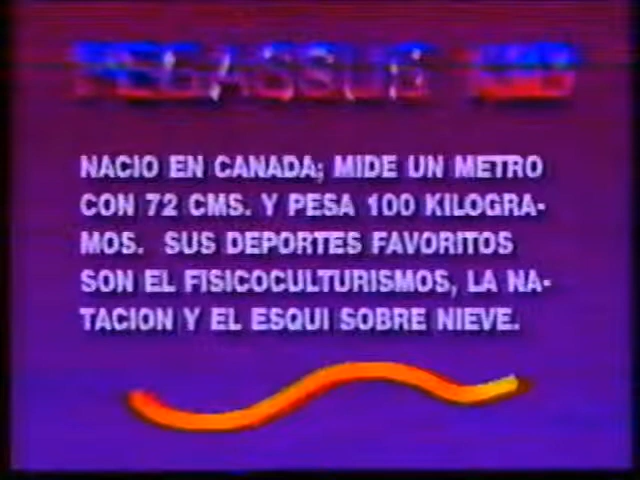 PEGASSUS KID
NACIO EN CANADA; MIDE UN METRO
CON 72 CMS. Y PESA 100 KILOGRA-
MOS. SUS DEPORTES FAVORITOS
SON EL FISICOCULTURISMOS, LA NA-
TACION Y EL ESQUI SOBRE NIEVE.